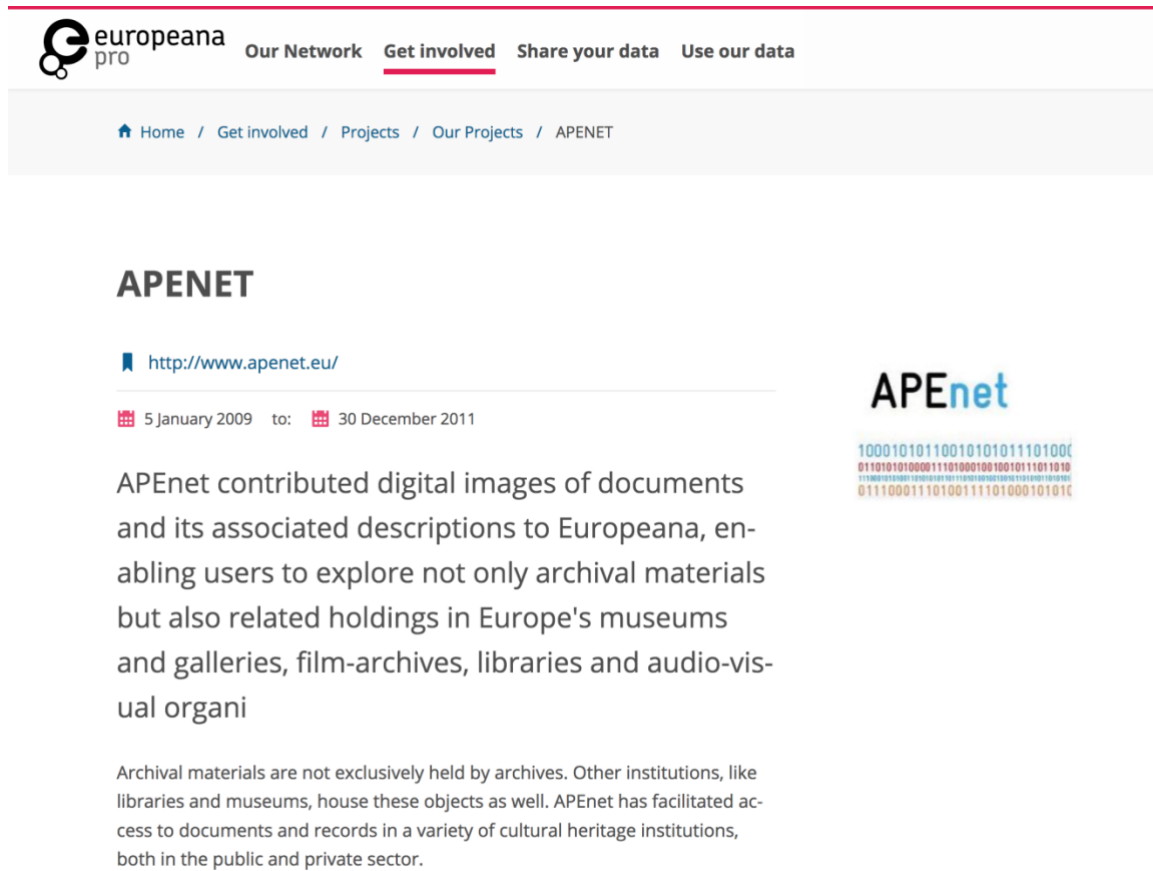 europeana
pro
Our Network Get involved Share your data Use our data
Home / Get involved / Projects / Our Projects / APENET
APENET
http://www.apenet.eu/
5 January 2009 to: 30 December 2011
APEnet contributed digital images of documents
and its associated descriptions to Europeana, en-
abling users to explore not only archival materials
but also related holdings in Europe's museums
and galleries, film-archives, libraries and audio-vis-
ual organi
Archival materials are not exclusively held by archives. Other institutions, like
libraries and museums, house these objects as well. APEnet has facilitated ac-
cess to documents and records in a variety of cultural heritage institutions,
both in the public and private sector.
APEnet